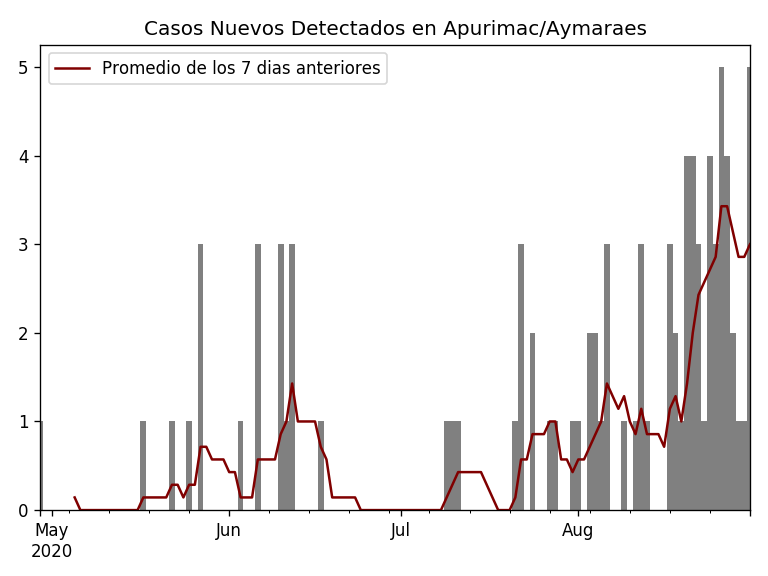 Casos Nuevos Detectados en Apurimac/Aymaraes
Promedio de los 7 dias anteriores
5
4
3
2
1
0
May
2020
Jun
Jul
Aug